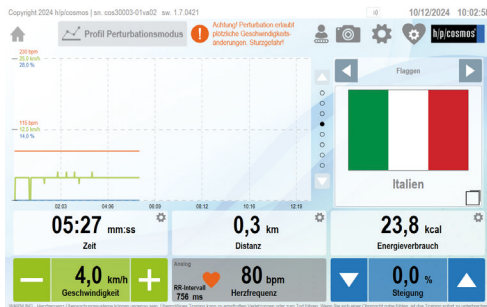 Copyright 2024 h/p/cosmos | sn. cos30003-01va02 sw. 1.7.0421
10/12/2024 10:02:5
Profil Perturbationsmodus
Achtung! Perturbation erlaubt
plötzliche Geschwindigkeits-
änderungen. Sturzgefahr!
h/p/cosmos
230 bpm
20,0 km/h
28,0 %
115 bpm
12,5 km/h
14,0 %
02:03 04:06 06:09 08:12 10:16 12:19
Flaggen
Italien
05:27 mm:ss
Zeit
0,3 km
Distanz
23,8 kcal
Energieverbrauch
4,0 km/h
Geschwindigkeit
Analog
RR-Intervall
756 ms
80 bpm
Herzfrequenz
0,0 %
Steigung